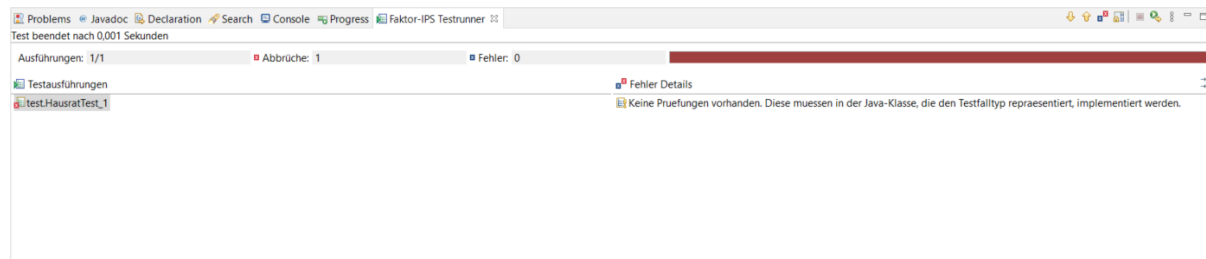 Problems Javadoc Declaration Search Console Progress Faktor-IPS Testrunner
Test beendet nach 0,001 Sekunden
Ausführungen: 1/1 Abbrüche: 1 Fehler: 0
Testausführungen Fehler Details
test.HausratTest_1 Keine Pruefungen vorhanden. Diese muessen in der Java-Klasse, die den Testfalltyp repraesentiert, implementiert werden.